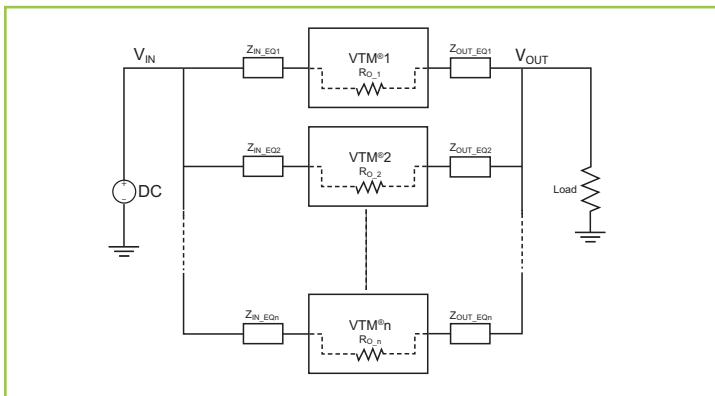 Z_IN_EQ1
VTM®1
Z_OUT_EQ1
V_IN
R_O_1
V_OUT
Z_IN_EQ2
VTM®2
Z_OUT_EQ2
R_O_2
+
DC
−
Load
Z_IN_EQn
VTM®n
Z_OUT_EQn
R_O_n